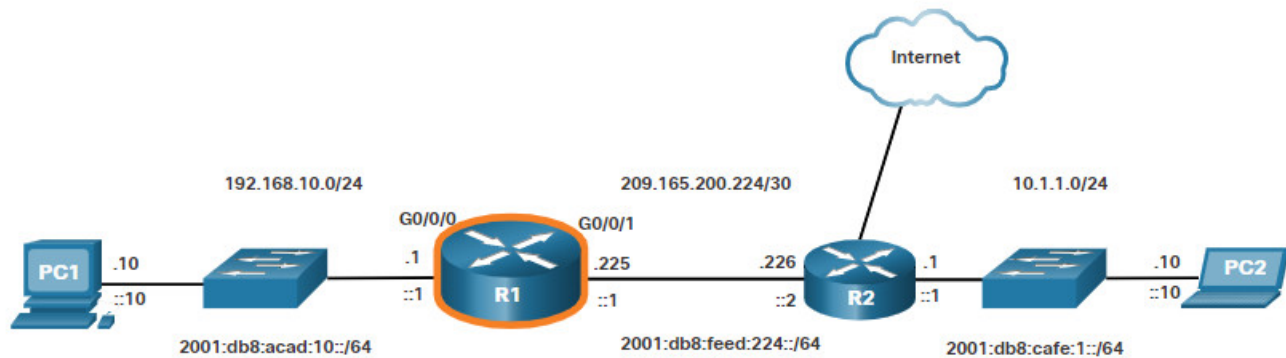 Internet
192.168.10.0/24
209.165.200.224/30
10.1.1.0/24
G0/0/0
G0/0/1
PC1
.10
::10
.1
::1
R1
.225
::1
.226
::2
R2
.1
::1
.10
::10
PC2
2001:db8:acad:10::/64
2001:db8:feed:224::/64
2001:db8:cafe:1::/64